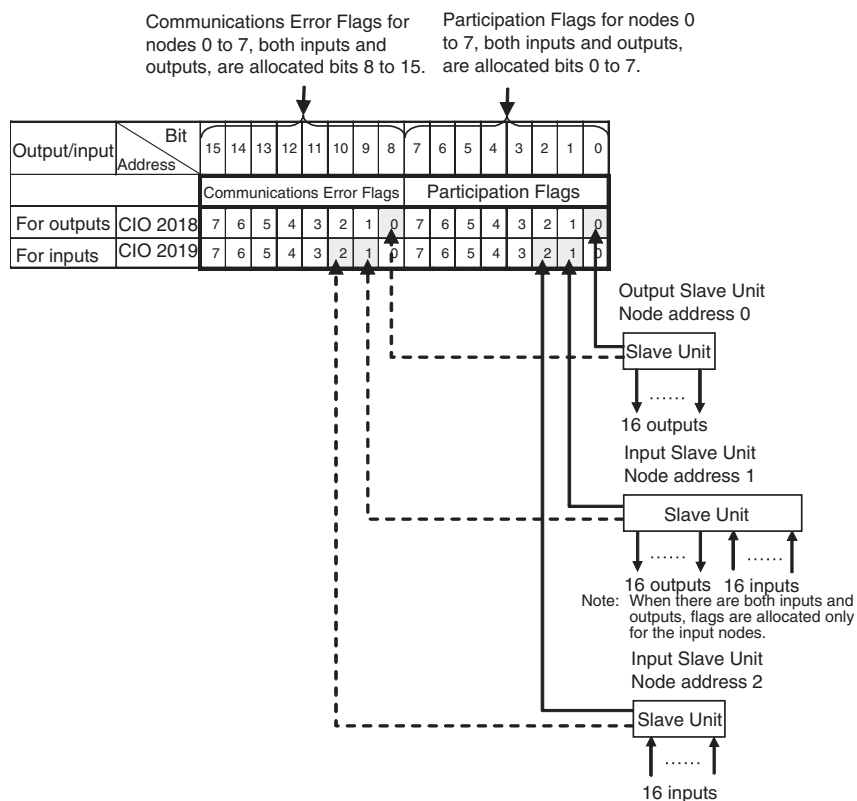 Communications Error Flags for
nodes 0 to 7, both inputs and
outputs, are allocated bits 8 to 15.
Participation Flags for nodes 0
to 7, both inputs and outputs,
are allocated bits 0 to 7.
Output/input Bit Address 15 14 13 12 11 10 9 8 7 6 5 4 3 2 1 0
Communications Error Flags Participation Flags
For outputs CIO 2018 7 6 5 4 3 2 1 0 7 6 5 4 3 2 1 0
For inputs CIO 2019 7 6 5 4 3 2 1 0 7 6 5 4 3 2 1 0
Output Slave Unit
Node address 0
Slave Unit
......
16 outputs
Input Slave Unit
Node address 1
Slave Unit
...... ......
16 outputs 16 inputs
Note: When there are both inputs and
outputs, flags are allocated only
for the input nodes.
Input Slave Unit
Node address 2
Slave Unit
......
16 inputs